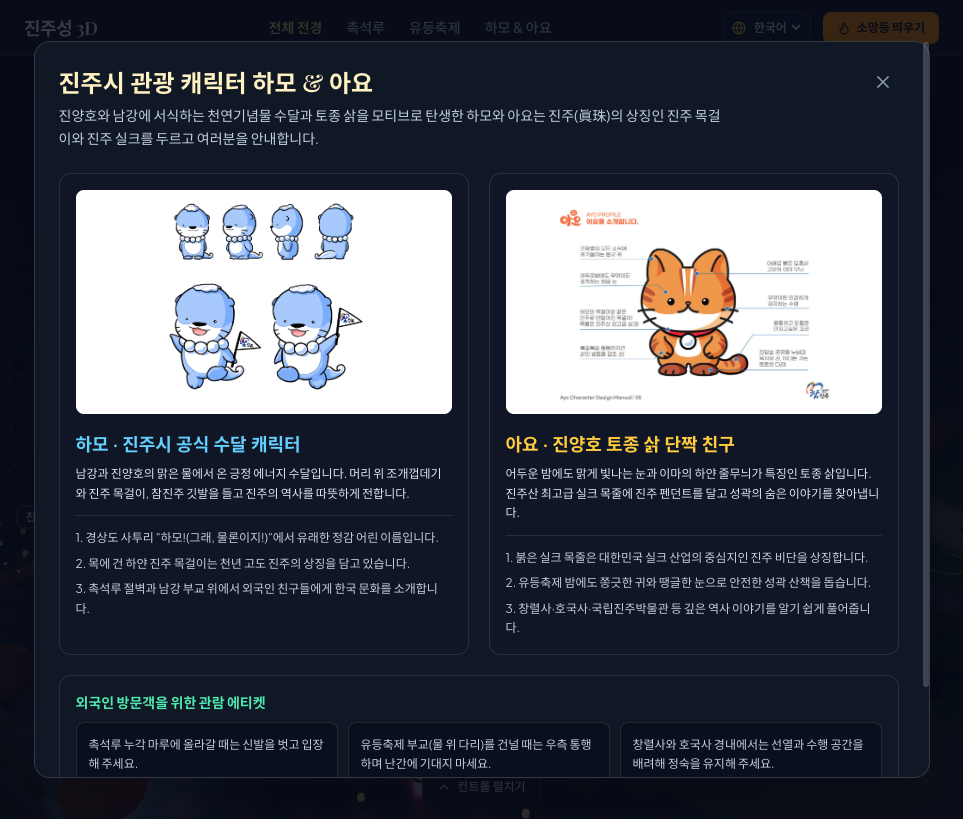 진주성 3D
전체 전경
촉석루
유등축제
하모 & 아요
한국어
소망등 띄우기
진주시 관광 캐릭터 하모 & 아요
진양호와 남강에 서식하는 천연기념물 수달과 토종 삵을 모티브로 탄생한 하모와 아요는 진주(眞珠)의 상징인 진주 목걸
이와 진주 실크를 두르고 여러분을 안내합니다.
하모 · 진주시 공식 수달 캐릭터
남강과 진양호의 맑은 물에서 온 긍정 에너지 수달입니다. 머리 위 조개껍데기
와 진주 목걸이, 참진주 깃발을 들고 진주의 역사를 따뜻하게 전합니다.
1. 경상도 사투리 "하모!(그래, 물론이지!)"에서 유래한 정감 어린 이름입니다.
2. 목에 건 하얀 진주 목걸이는 천년 고도 진주의 상징을 담고 있습니다.
3. 촉석루 절벽과 남강 부교 위에서 외국인 친구들에게 한국 문화를 소개합니
다.
아요
AYO PROFILE
아요를 소개합니다.
Ayo Character Design Manual | 05
아요 · 진양호 토종 삵 단짝 친구
어두운 밤에도 맑게 빛나는 눈과 이마의 하얀 줄무늬가 특징인 토종 삵입니다.
진주산 최고급 실크 목줄에 진주 펜던트를 달고 성곽의 숨은 이야기를 찾아냅니
다.
1. 붉은 실크 목줄은 대한민국 실크 산업의 중심지인 진주 비단을 상징합니다.
2. 유등축제 밤에도 쫑긋한 귀와 땡글한 눈으로 안전한 성곽 산책을 돕습니다.
3. 창렬사·호국사·국립진주박물관 등 깊은 역사 이야기를 알기 쉽게 풀어줍니
다.
외국인 방문객을 위한 관람 에티켓
촉석루 누각 마루에 올라갈 때는 신발을 벗고 입장
해 주세요.
유등축제 부교(물 위 다리)를 건널 때는 우측 통행
하며 난간에 기대지 마세요.
창렬사와 호국사 경내에서는 선열과 수행 공간을
배려해 정숙을 유지해 주세요.
컨트롤 펼치기